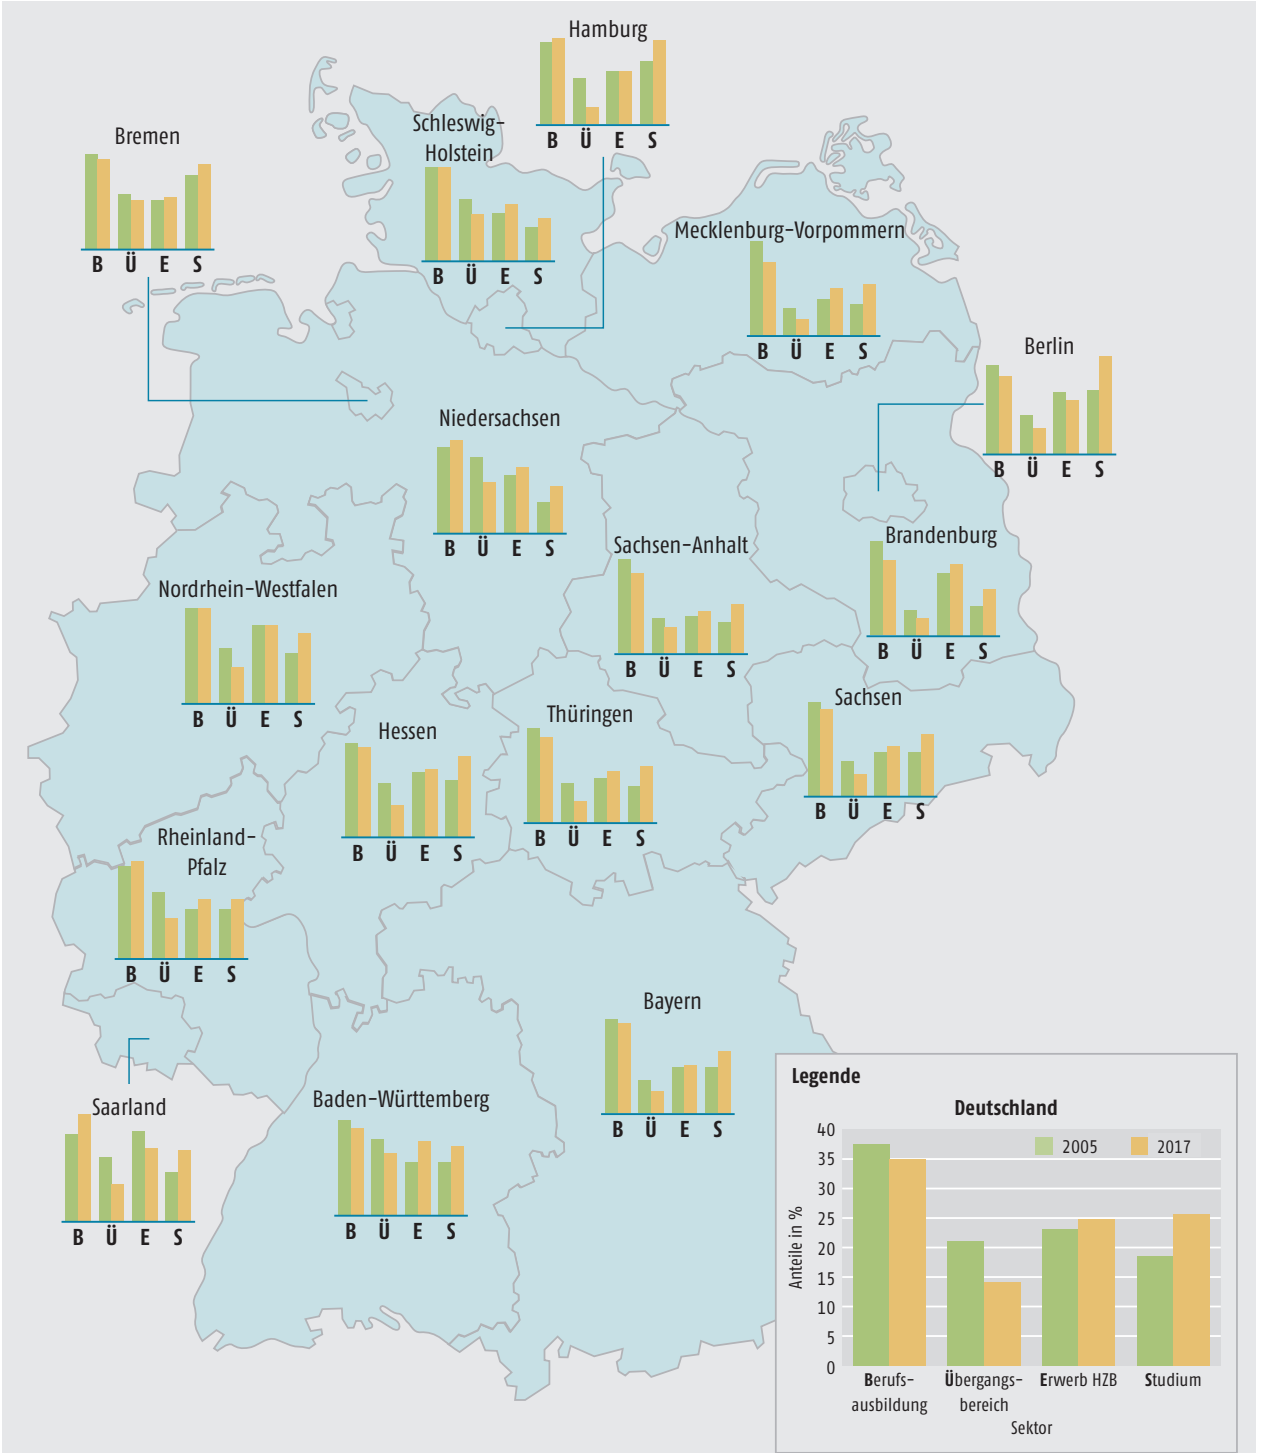 Hamburg
B Ü E S
Bremen
B Ü E S
Schleswig-
Holstein
B Ü E S
Mecklenburg-Vorpommern
B Ü E S
Berlin
B Ü E S
Niedersachsen
B Ü E S
Sachsen-Anhalt
B Ü E S
Brandenburg
B Ü E S
Nordrhein-Westfalen
B Ü E S
Sachsen
B Ü E S
Thüringen
B Ü E S
Hessen
B Ü E S
Rheinland-
Pfalz
B Ü E S
Bayern
B Ü E S
Saarland
B Ü E S
Baden-Württemberg
B Ü E S
Legende
Deutschland
2005 2017
Anteile in %
40
35
30
25
20
15
10
5
0
Berufs- Übergangs- Erwerb HZB Studium
ausbildung bereich
Sektor